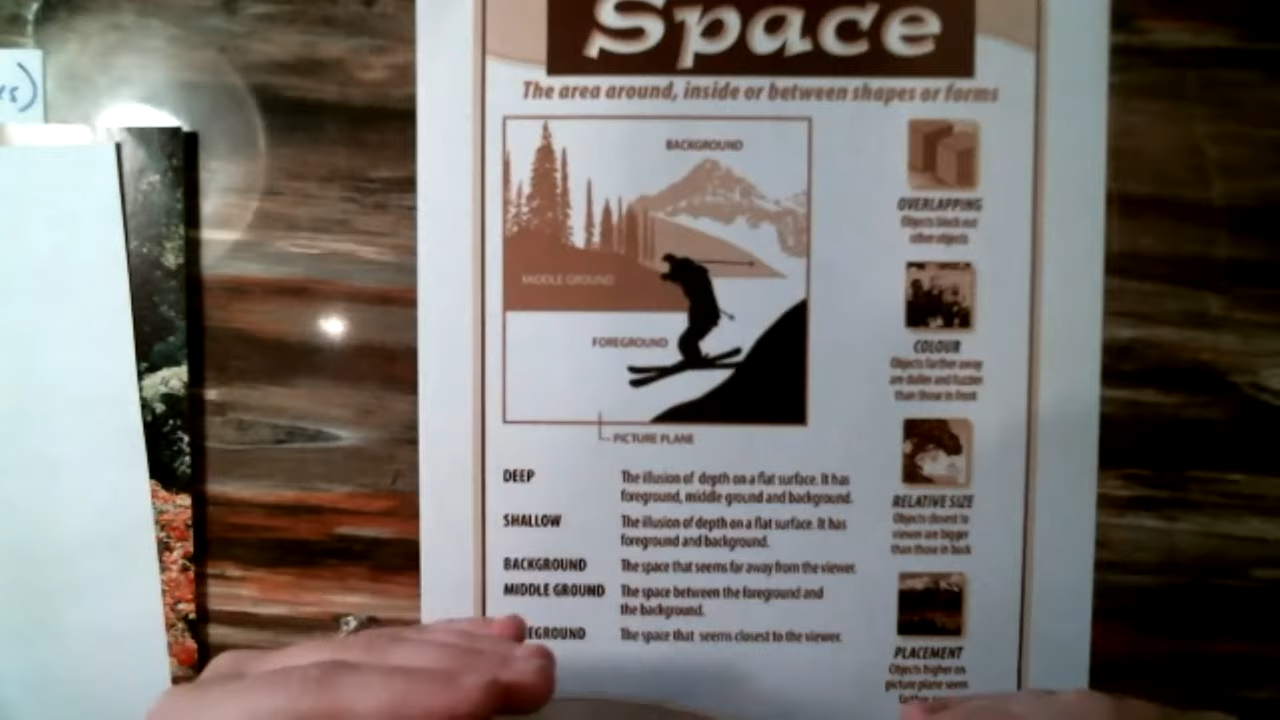 s)
Space
The area around, inside or between shapes or forms
BACKGROUND
MIDDLE GROUND
FOREGROUND
PICTURE PLANE
DEEP The illusion of depth on a flat surface. It has
foreground, middle ground and background.
SHALLOW The illusion of depth on a flat surface. It has
foreground and background.
BACKGROUND The space that seems far away from the viewer.
MIDDLE GROUND The space between the foreground and
the background.
EGROUND The space that seems closest to the viewer.
OVERLAPPING
Objects block out
other objects
COLOUR
Objects farther away
are duller and fuzzier
than those in front
RELATIVE SIZE
Objects closest to
viewer are bigger
than those in back
PLACEMENT
Objects higher on
picture plane seem